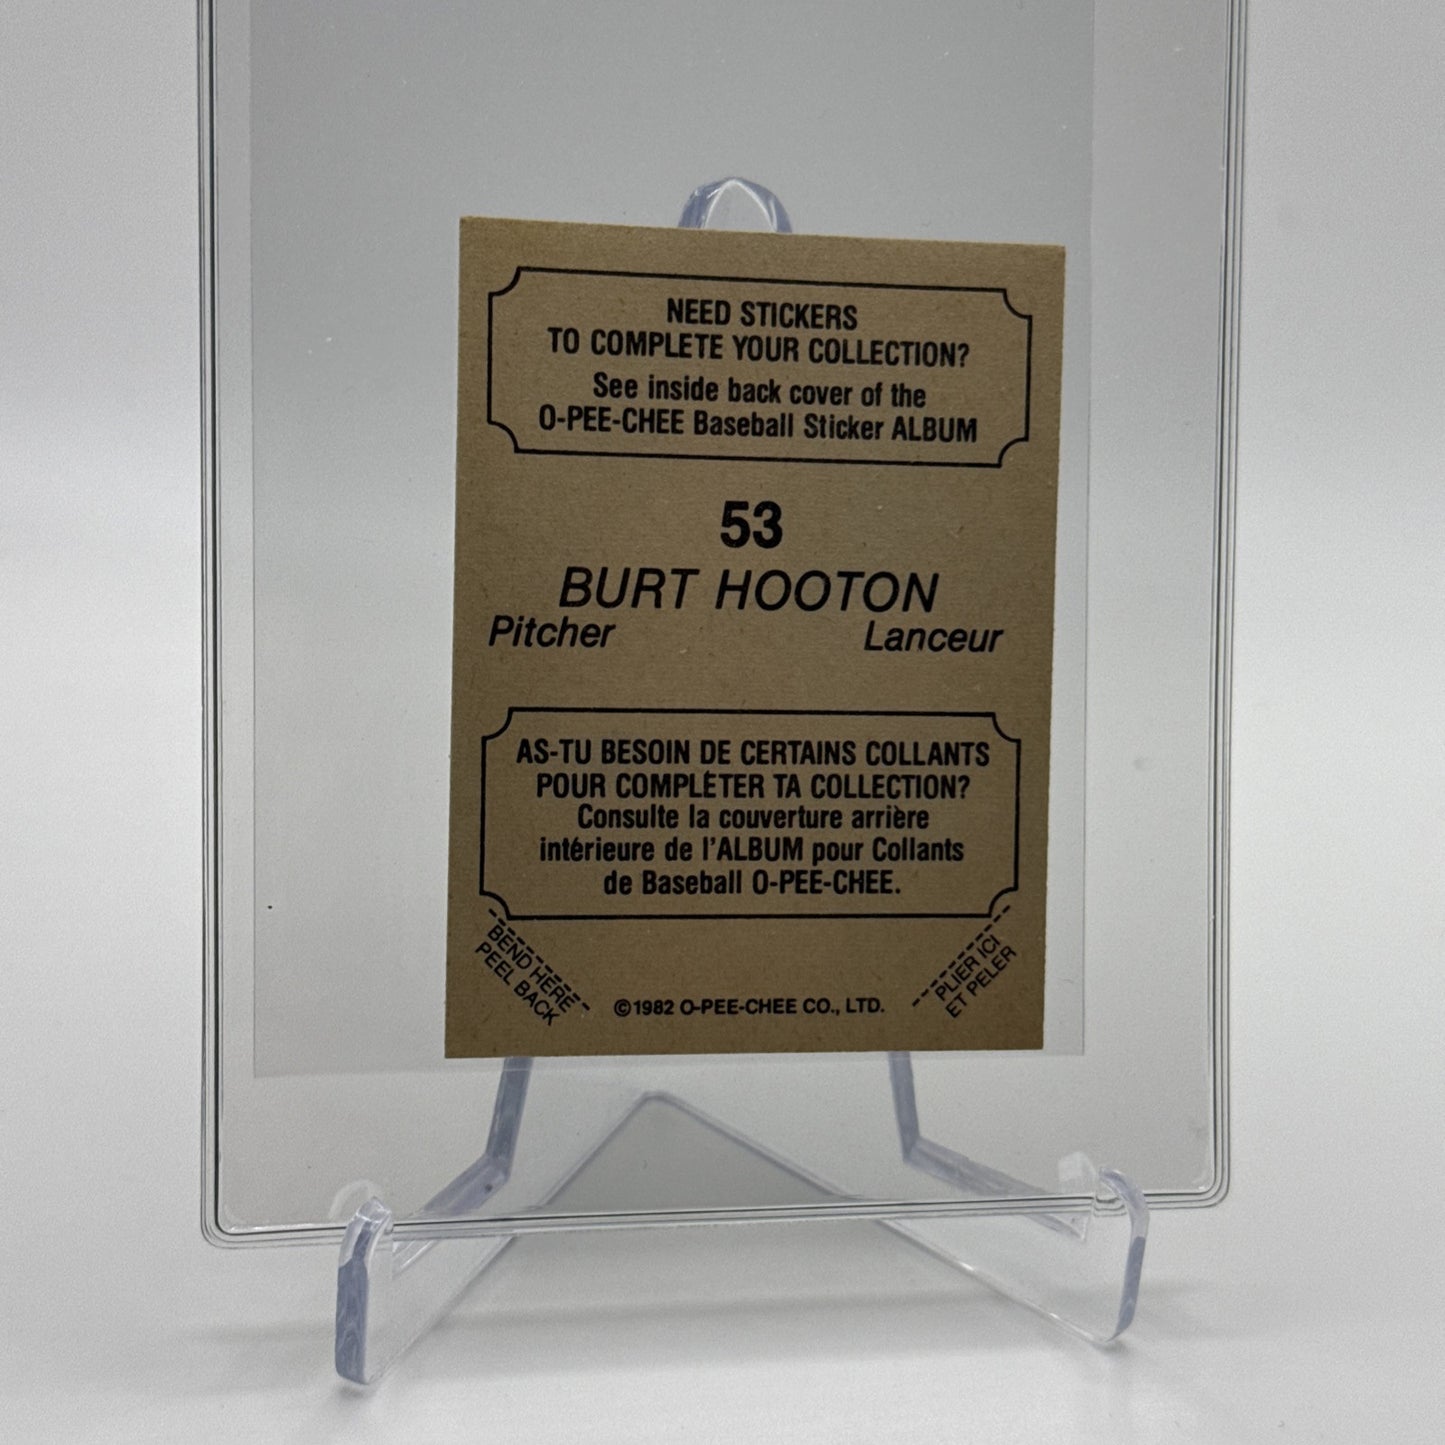 NEED STICKERS
TO COMPLETE YOUR COLLECTION?
See inside back cover of the
O-PEE-CHEE Baseball Sticker ALBUM
53
BURT HOOTON
Pitcher Lanceur
AS-TU BESOIN DE CERTAINS COLLANTS
POUR COMPLÉTER TA COLLECTION?
Consulte la couverture arrière
intérieure de l'ALBUM pour Collants
de Baseball O-PEE-CHEE.
BEND HERE
PEEL BACK
©1982 O-PEE-CHEE CO., LTD.
PLIER ICI
ET PELER